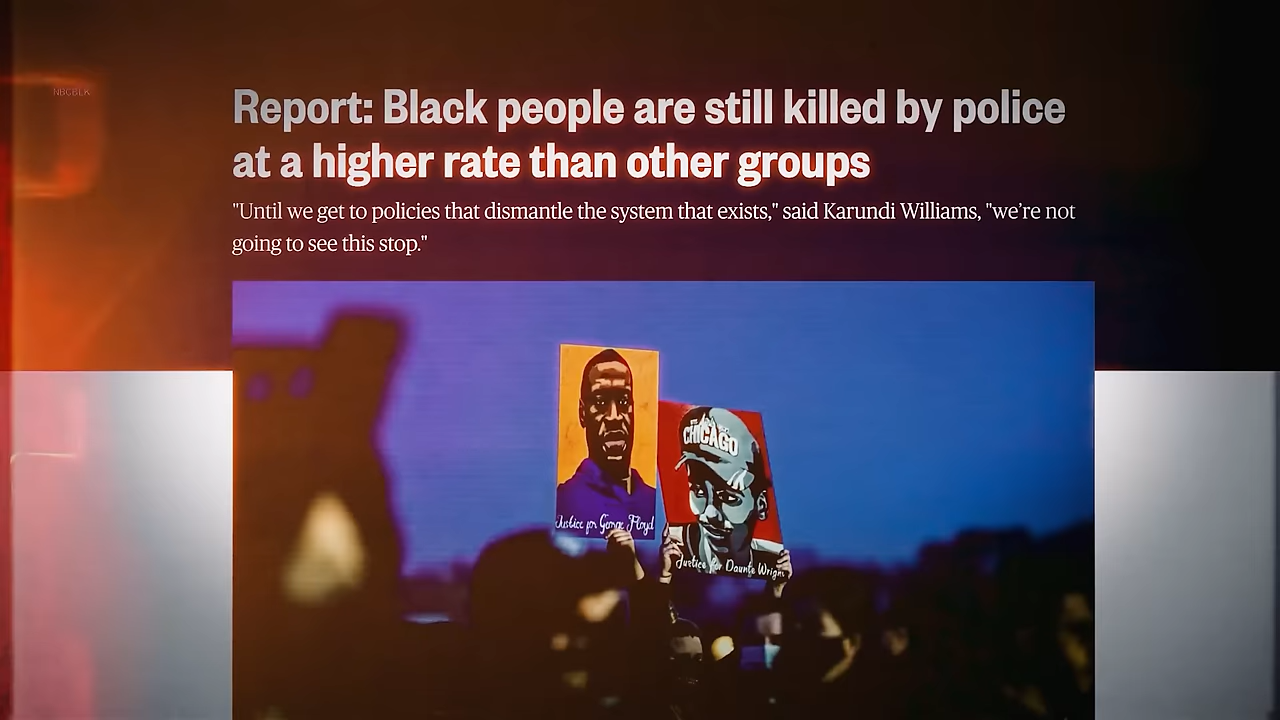 NBCBLK
Report: Black people are still killed by police
at a higher rate than other groups
"Until we get to policies that dismantle the system that exists," said Karundi Williams, "we're not
going to see this stop."
CHICAGO
Justice for George Floyd
Justice for Daunte Wright